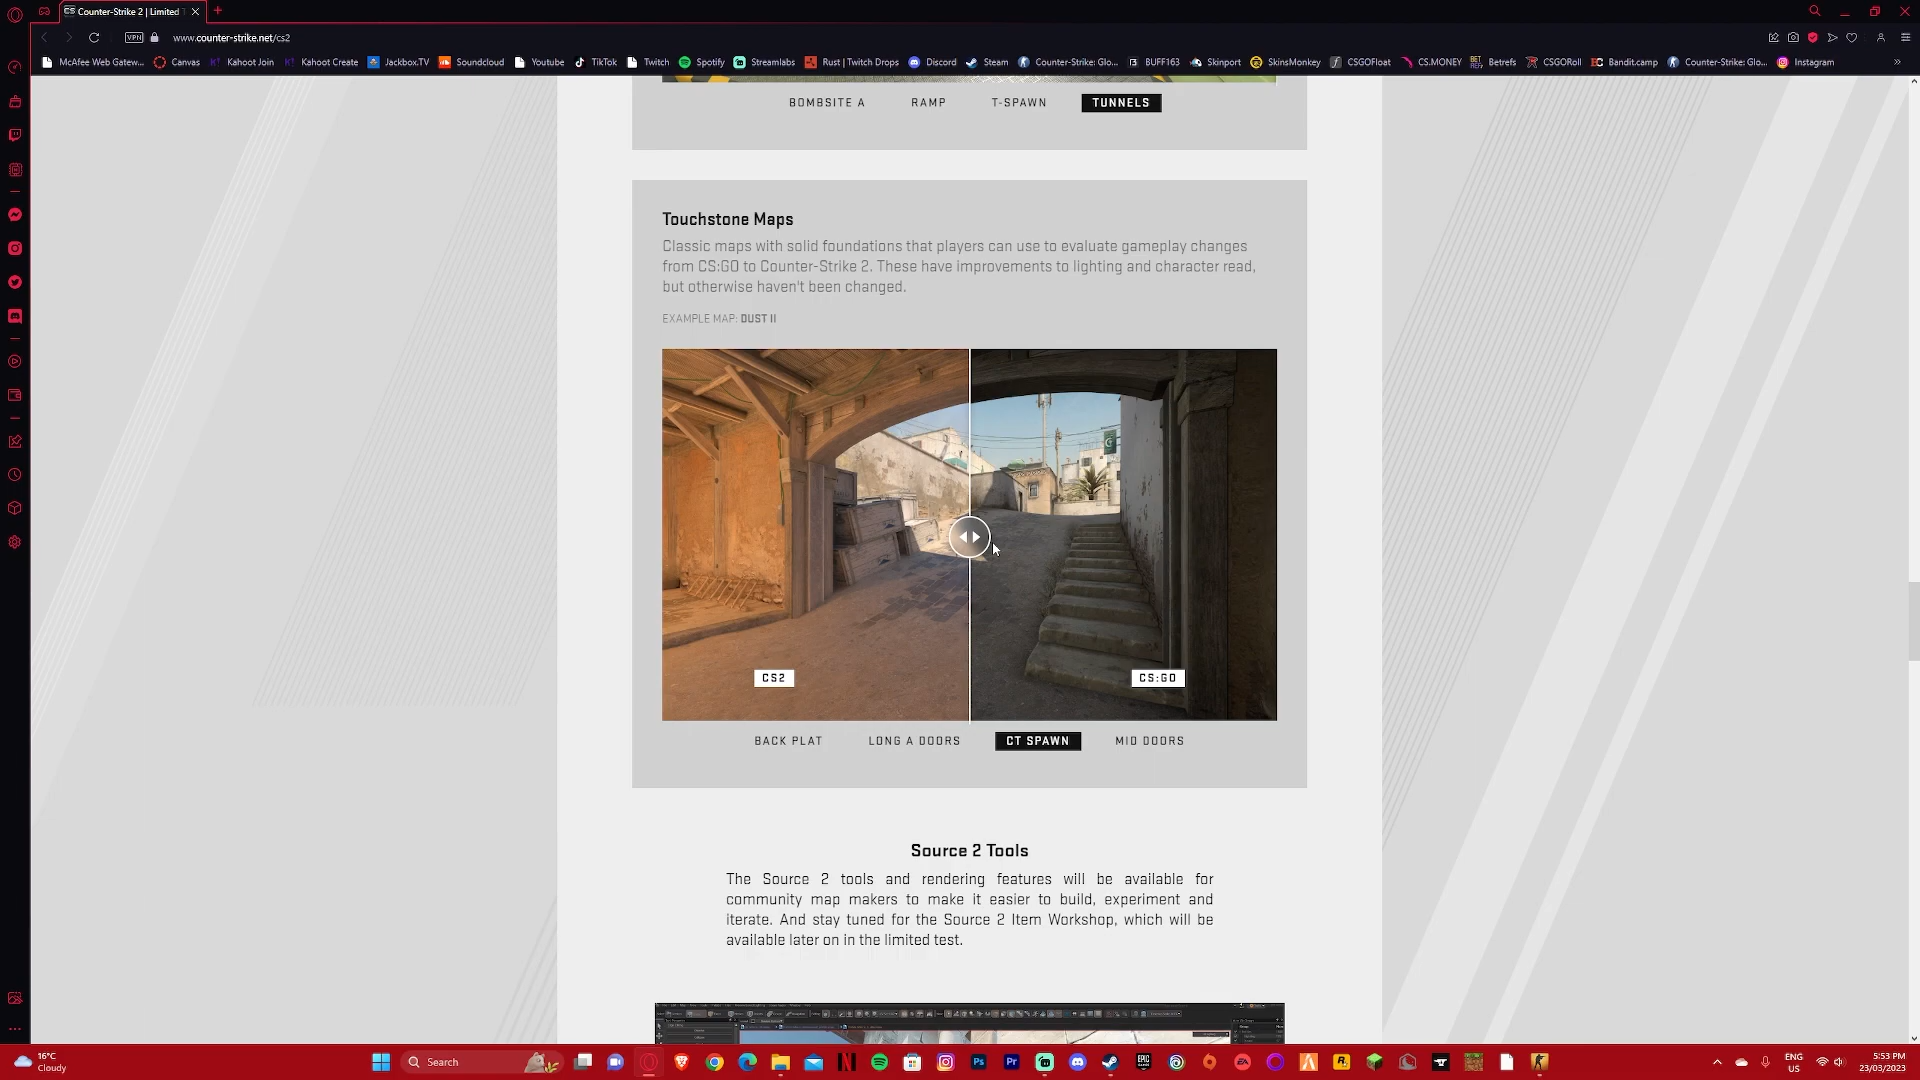 Counter-Strike 2 | Limited
VPN
www.counter-strike.net/cs2
McAfee Web Gatew...
Canvas
Kahoot Join
Kahoot Create
Jackbox.TV
Soundcloud
Youtube
TikTok
Twitch
Spotify
Streamlabs
Rust | Twitch Drops
Discord
Steam
Counter-Strike: Glo...
BUFF163
Skinport
SkinsMonkey
CSGOFloat
CS.MONEY
Betrefs
CSGORoll
Bandit.camp
Counter-Strike: Glo...
Instagram
BOMBSITE A RAMP T-SPAWN TUNNELS
Touchstone Maps
Classic maps with solid foundations that players can use to evaluate gameplay changes
from CS:GO to Counter-Strike 2. These have improvements to lighting and character read,
but otherwise haven't been changed.
EXAMPLE MAP: DUST II
CS2
CS:GO
BACK PLAT LONG A DOORS CT SPAWN MID DOORS
Source 2 Tools
The Source 2 tools and rendering features will be available for
community map makers to make it easier to build, experiment and
iterate. And stay tuned for the Source 2 Item Workshop, which will be
available later on in the limited test.
16°C
Cloudy
Search
ENG
US
5:53 PM
23/03/2023